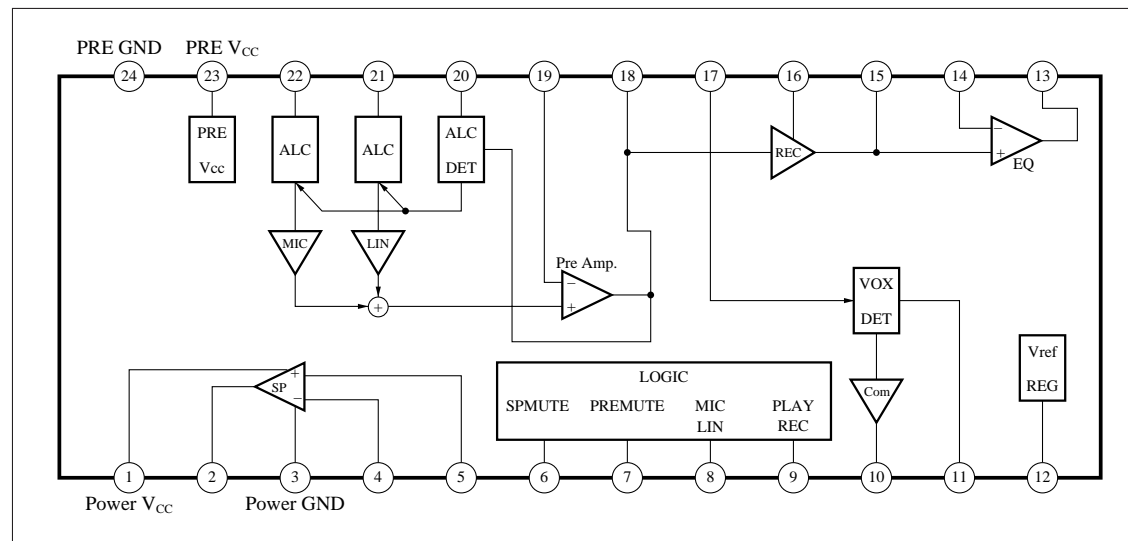 PRE GND PRE VCC
24 23 22 21 20 19 18 17 16 15 14 13
PRE
Vcc
ALC
ALC
ALC
DET
REC
−
+
EQ
MIC
LIN
+
Pre Amp.
−
+
VOX
DET
Vref
REG
SP
+
−
LOGIC
SPMUTE PREMUTE MIC PLAY
LIN REC
Com
1 2 3 4 5 6 7 8 9 10 11 12
Power VCC Power GND